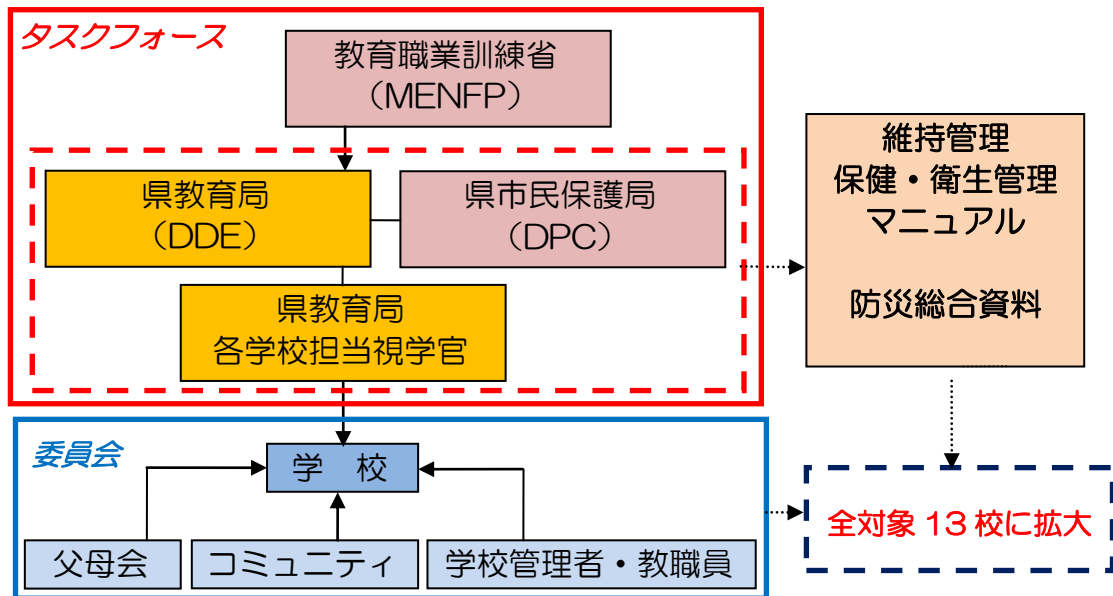 タスクフォース
教育職業訓練省
（MENFP）
県教育局
（DDE）
県市民保護局
（DPC）
県教育局
各学校担当視学官
維持管理
保健・衛生管理
マニュアル
防災総合資料
委員会
学　校
父母会
コミュニティ
学校管理者・教職員
全対象 13 校に拡大